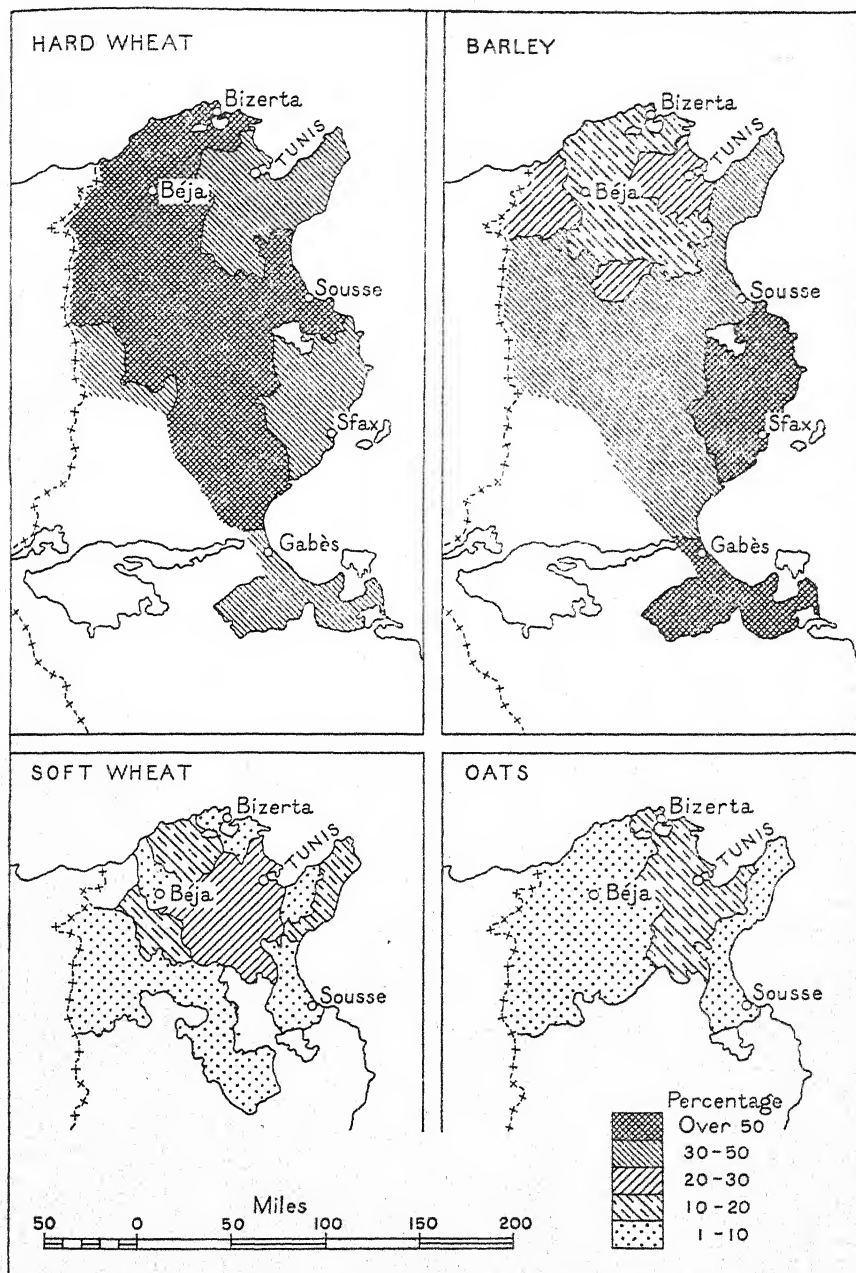 HARD WHEAT
Bizerta
TUNIS
Béja
Sousse
Sfax
Gabès
BARLEY
Bizerta
TUNIS
Béja
Sousse
Sfax
Gabès
SOFT WHEAT
Bizerta
TUNIS
Béja
Sousse
OATS
Bizerta
TUNIS
Béja
Sousse
Percentage
Over 50
30-50
20-30
10-20
1-10
Miles
50 0 50 100 150 200